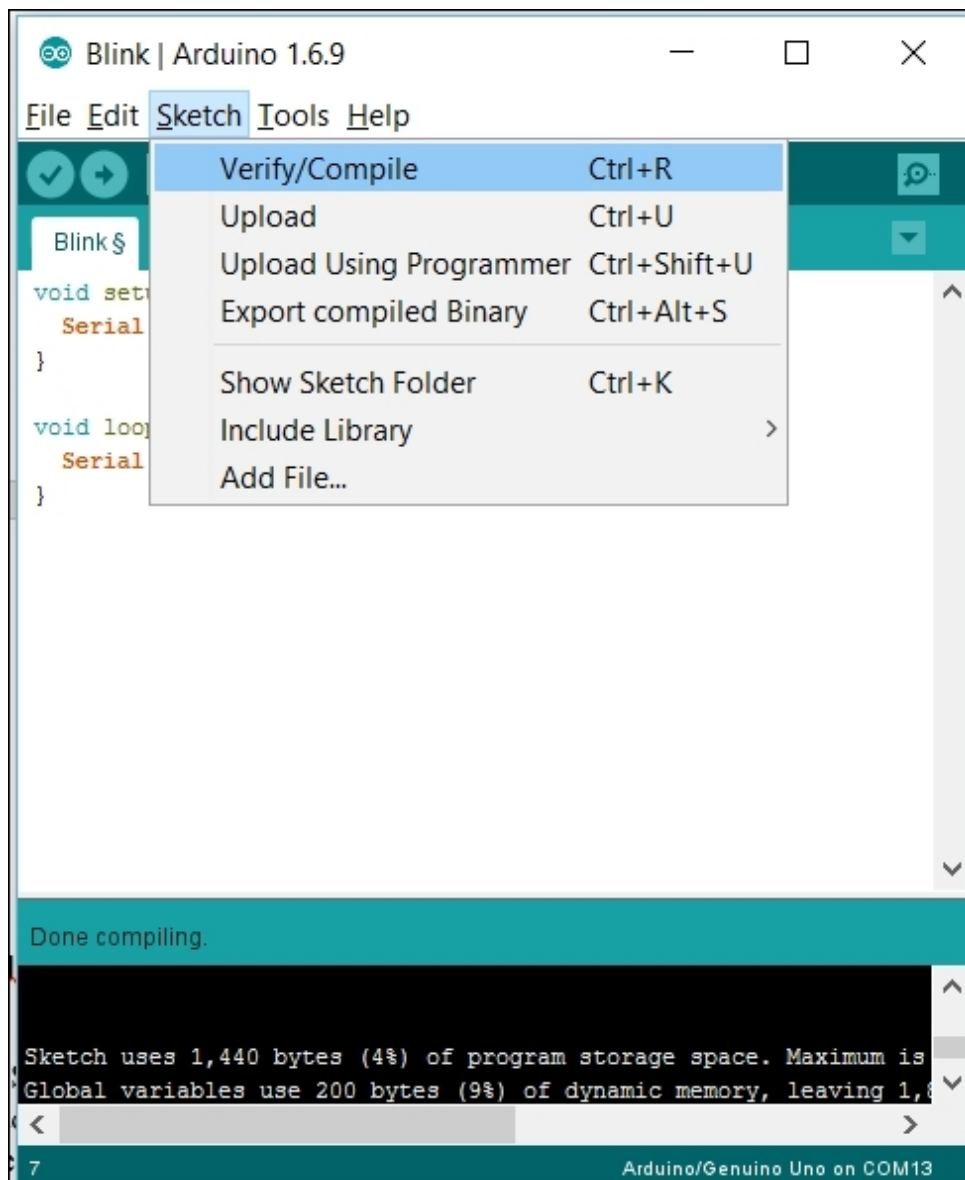 Blink | Arduino 1.6.9
File Edit Sketch Tools Help
Verify/Compile Ctrl+R
Upload Ctrl+U
Upload Using Programmer Ctrl+Shift+U
Export compiled Binary Ctrl+Alt+S
Show Sketch Folder Ctrl+K
Include Library
Add File...
Blink §
void
Serial
}
void
Serial
}
Done compiling.
Sketch uses 1,440 bytes (4%) of program storage space. Maximum is
Global variables use 200 bytes (9%) of dynamic memory, leaving
7 Arduino/Genuino Uno on COM13